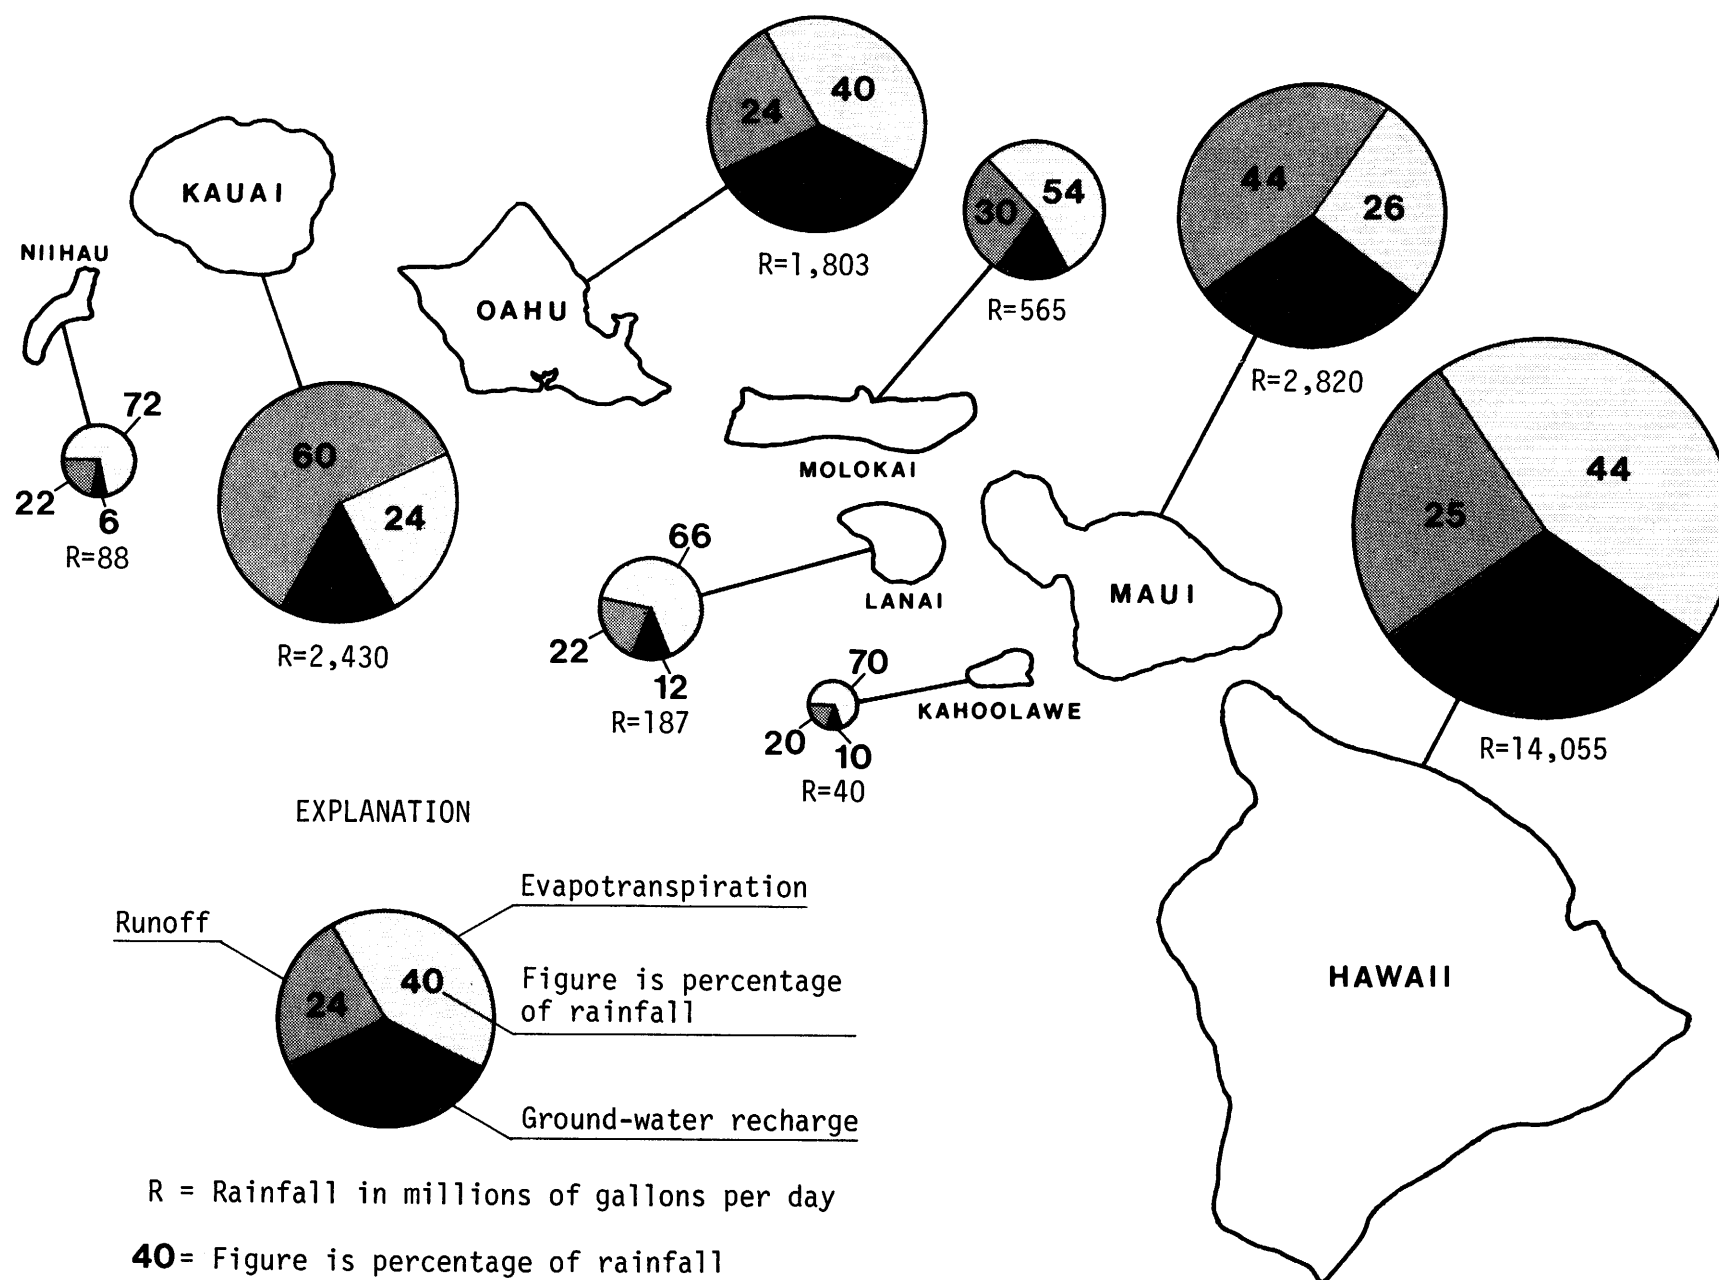 40
24
R=1,803
KAUAI
54
30
R=565
44
26
R=2,820
NIIHAU
OAHU
72
22
6
R=88
60
24
R=2,430
MOLOKAI
44
25
R=14,055
66
22
12
R=187
LANAI
MAUI
70
20
10
R=40
KAHOOLAWE
HAWAII
EXPLANATION
Runoff
Evapotranspiration
24
40
Figure is percentage
of rainfall
Ground-water recharge
R = Rainfall in millions of gallons per day
40= Figure is percentage of rainfall